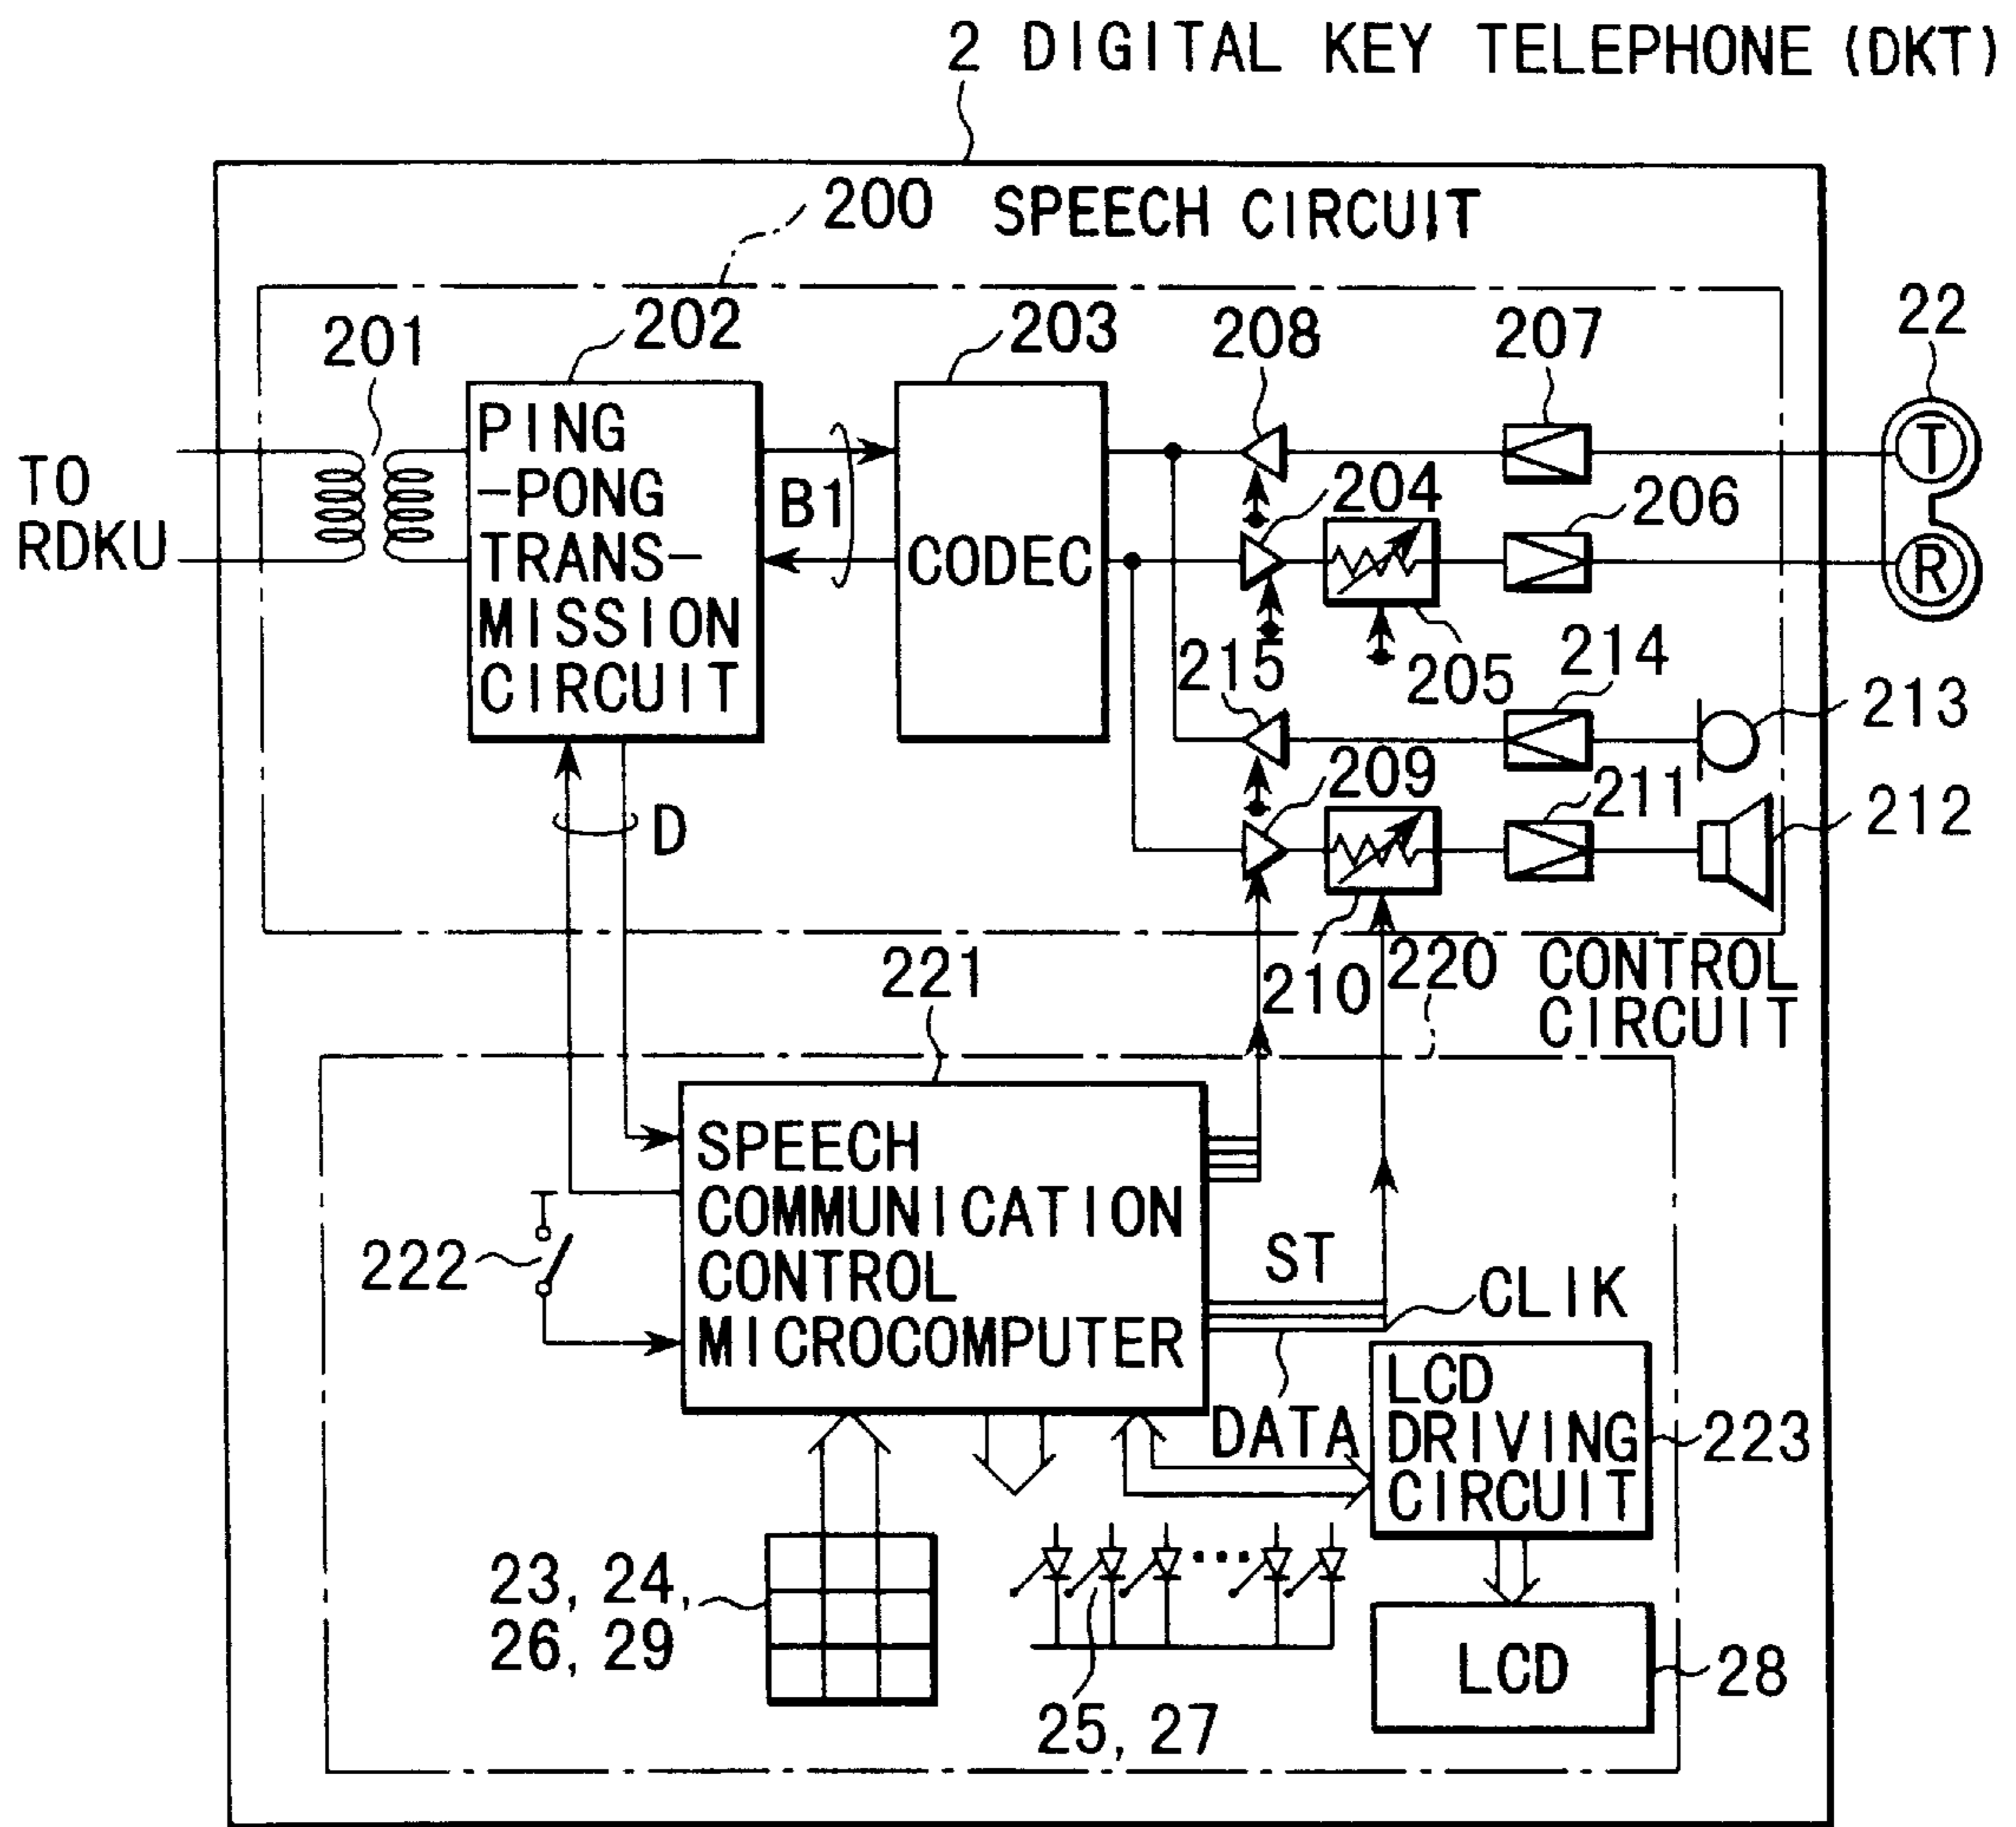 2 DIGITAL KEY TELEPHONE (DKT)
200 SPEECH CIRCUIT
201
202
203
208
207
22
TO
RDKU
PING
-PONG
TRANS-
MISSION
CIRCUIT
B1
CODEC
204
206
T
R
215
205
214
213
209
211
212
D
210
220 CONTROL
CIRCUIT
221
SPEECH
COMMUNICATION
CONTROL
MICROCOMPUTER
222
ST
CLIK
DATA
LCD
DRIVING
CIRCUIT
223
23, 24,
26, 29
25, 27
LCD
28